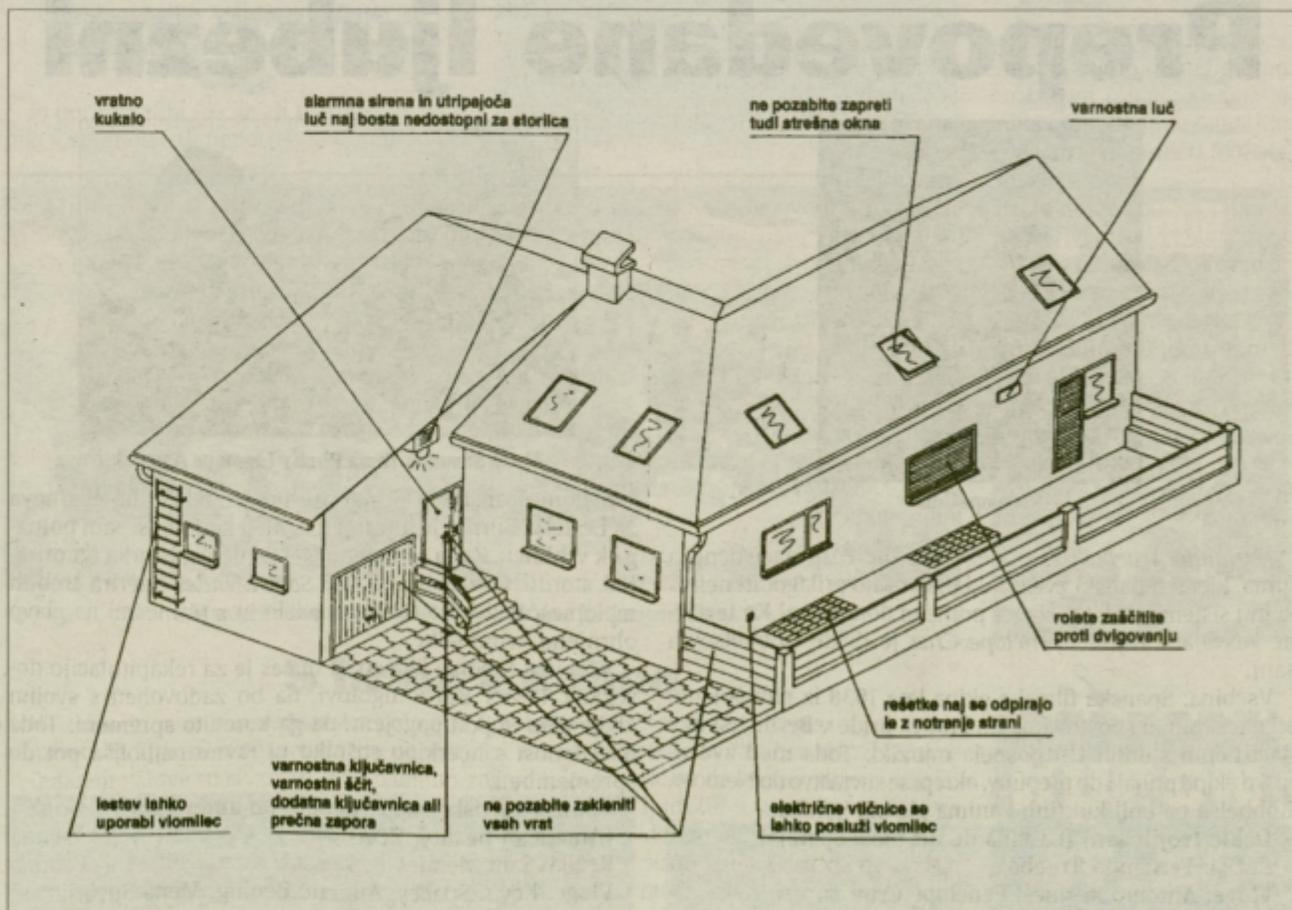 vratno
kukalo
alarmna sirena in utripajoča
luč naj bosta nedostopni za storilca
ne pozabite zapreti
tudi strešna okna
varnostna luč
rolete zaščitite
proti dvigovanju
rešetke naj se odpirajo
le z notranje strani
lestev lahko
uporabi vlomilec
varnostna ključavnica,
varnostni ščit,
dodatna ključavnica ali
prečna zapora
ne pozabite zakleniti
vseh vrat
električne vtičnice se
lahko posluži vlomilec